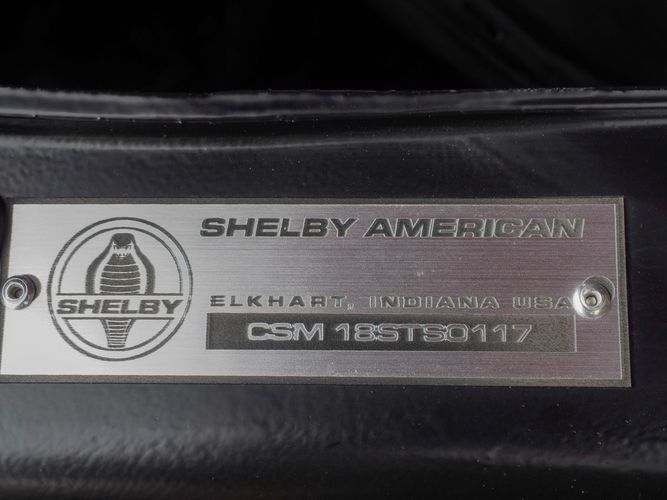 SHELBY AMERICAN
SHELBY
ELKHART, INDIANA USA
CSM 18STS0117